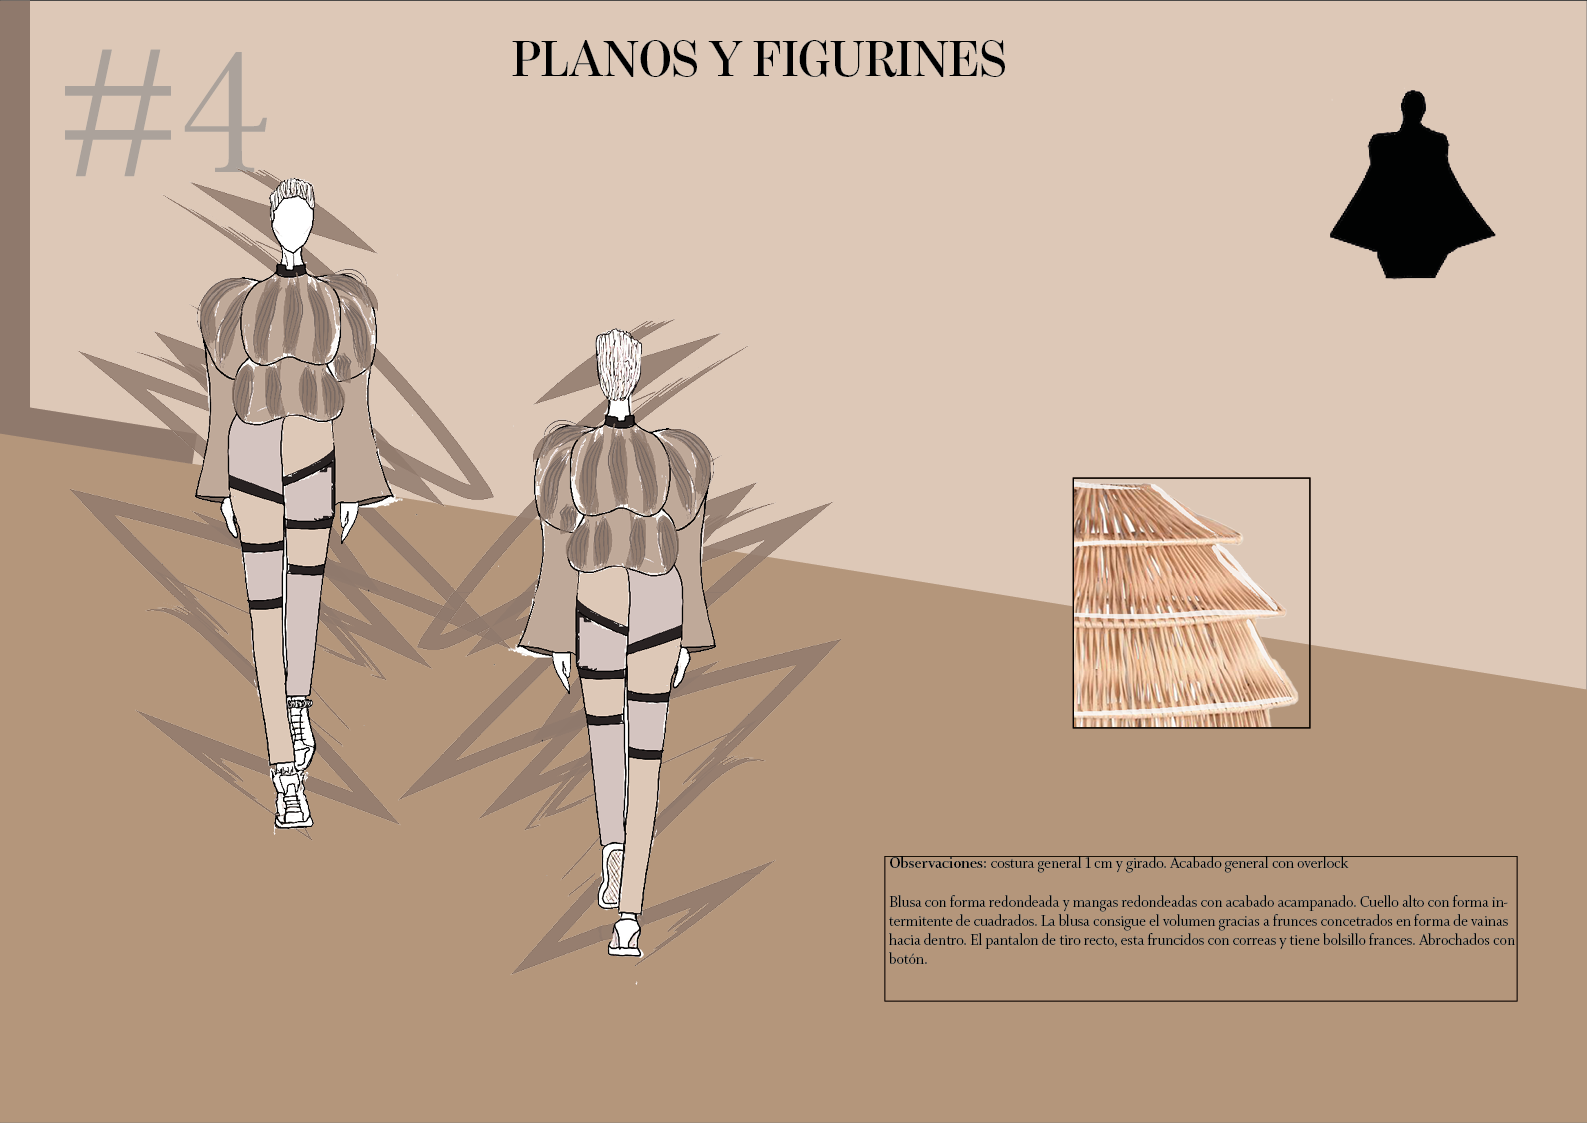 #4
PLANOS Y FIGURINES
Observaciones: costura general 1 cm y girado. Acabado general con overlock
Blusa con forma redondeada y mangas redondeadas con acabado acampanado. Cuello alto con forma in-
termitente de cuadrados. La blusa consigue el volumen gracias a frunces concetrados en forma de vainas
hacia dentro. El pantalon de tiro recto, esta fruncidos con correas y tiene bolsillo frances. Abrochados con
botón.